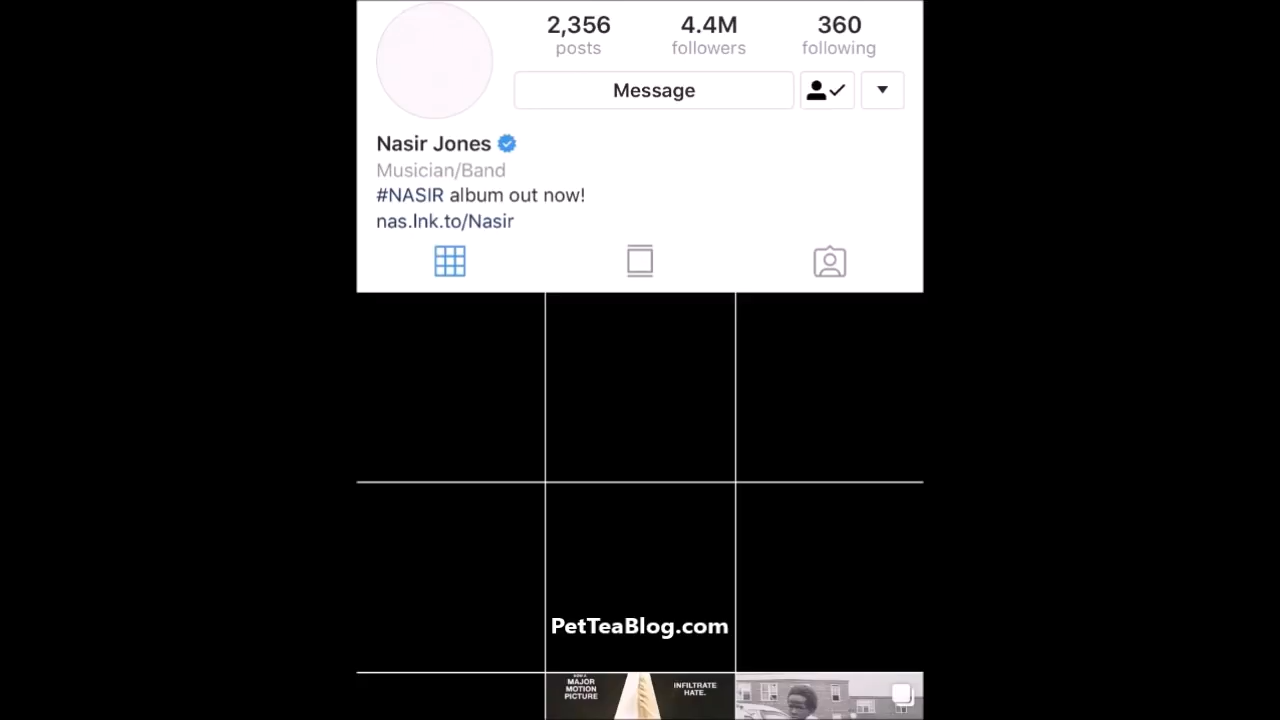 2,356 4.4M 360
posts followers following
Message
Nasir Jones
Musician/Band
#NASIR album out now!
nas.lnk.to/Nasir
PetTeaBlog.com
MAJOR
MOTION
PICTURE
INFILTRATE
HATE.